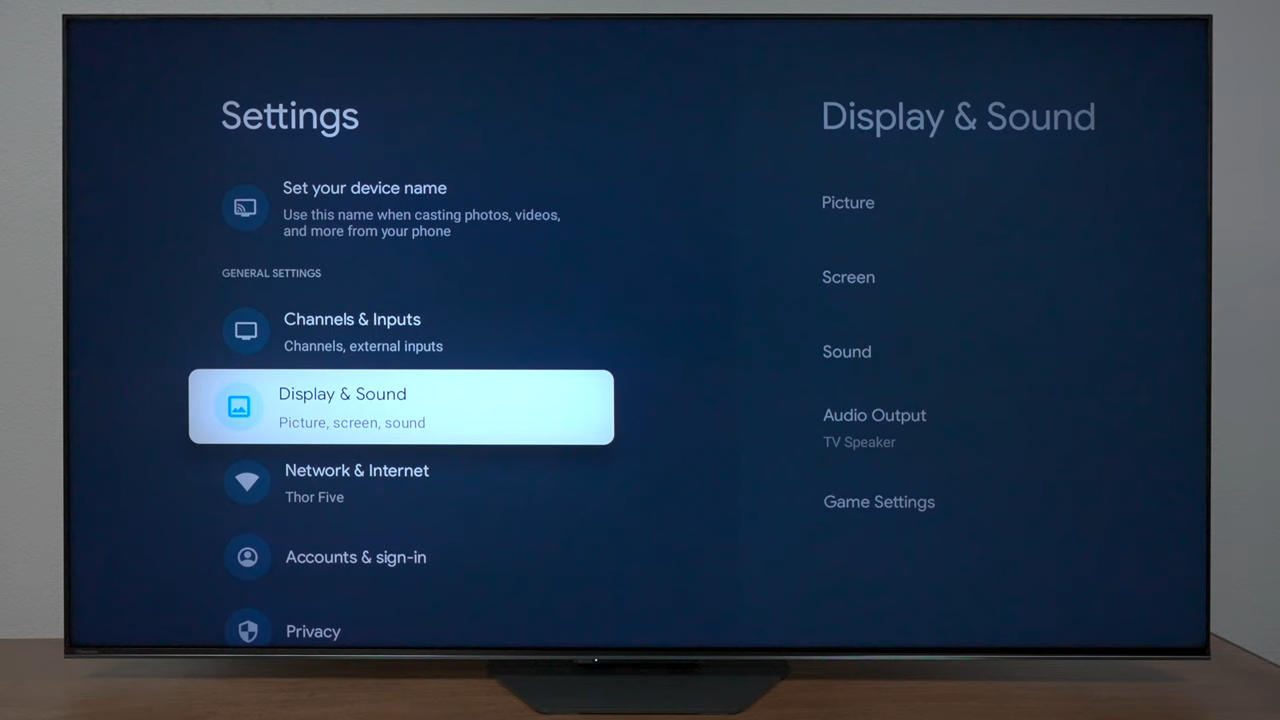 Settings
Set your device name
Use this name when casting photos, videos,
and more from your phone
GENERAL SETTINGS
Channels & Inputs
Channels, external inputs
Display & Sound
Picture, screen, sound
Network & Internet
Thor Five
Accounts & sign-in
Privacy
Display & Sound
Picture
Screen
Sound
Audio Output
TV Speaker
Game Settings